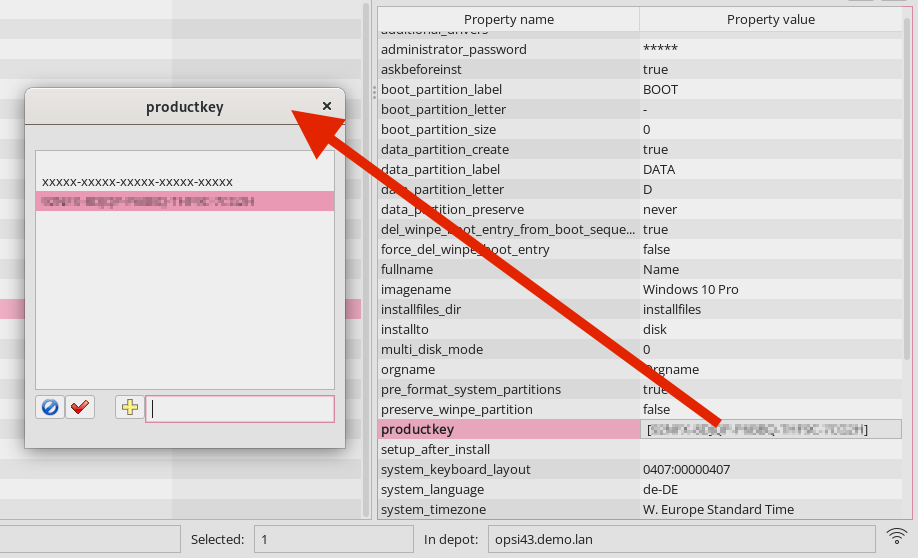 Property name Property value
additional_drivers
administrator_password *****
askbeforeinst true
boot_partition_label BOOT
boot_partition_letter -
boot_partition_size 0
data_partition_create true
data_partition_label DATA
data_partition_letter D
data_partition_preserve never
del_winpe_boot_entry_from_boot_seque... true
force_del_winpe_boot_entry false
fullname Name
imagename Windows 10 Pro
installfiles_dir installfiles
installto disk
multi_disk_mode 0
orgname Orgname
pre_format_system_partitions true
preserve_winpe_partition false
productkey
setup_after_install
system_keyboard_layout 0407:00000407
system_language de-DE
system_timezone W. Europe Standard Time
productkey
xxxxx-xxxxx-xxxxx-xxxxx-xxxxx
Selected: 1 In depot: opsi43.demo.lan